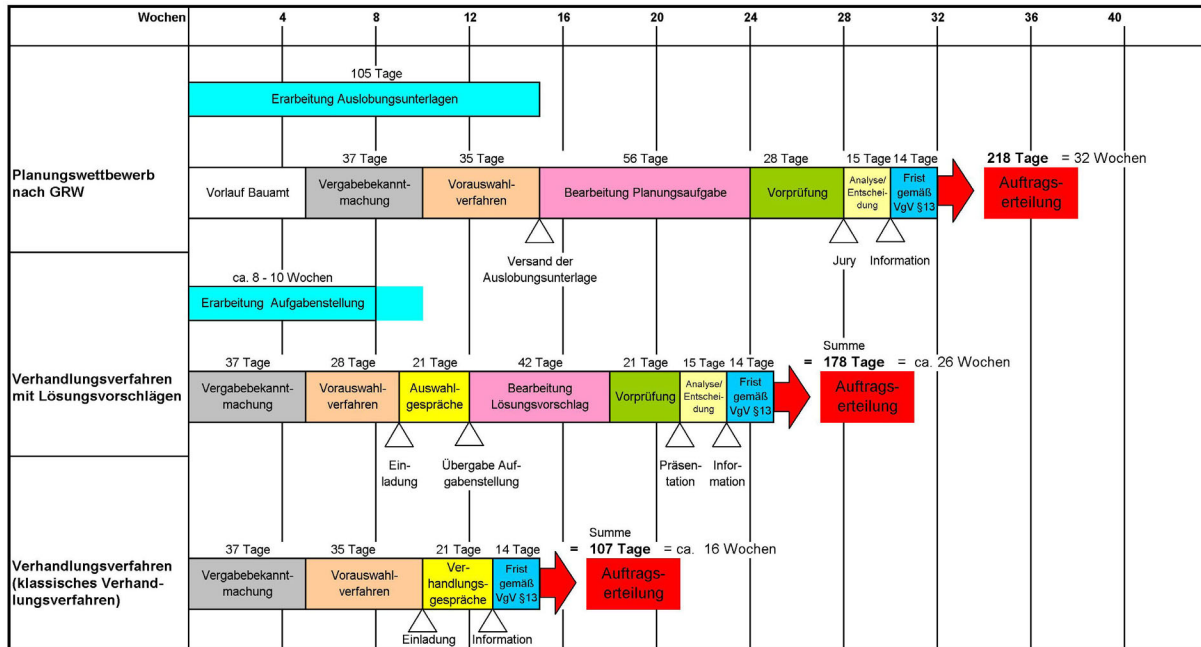 Wochen 4 8 12 16 20 24 28 32 36 40
105 Tage
Erarbeitung Auslobungsunterlagen
Planungswettbewerb
nach GRW
37 Tage 35 Tage 56 Tage 28 Tage 15 Tage 14 Tage
218 Tage = 32 Wochen
Vorlauf Bauamt
Vergabebekannt-
machung
Vorauswahl-
verfahren
Bearbeitung Planungsaufgabe
Vorprüfung
Analyse/
Entschei-
dung
Frist
gemäß
VgV §13
Auftrags-
erteilung
Versand der
Auslobungsunterlage
Jury
Information
ca. 8 - 10 Wochen
Erarbeitung Aufgabenstellung
Verhandlungsverfahren
mit Lösungsvorschlägen
37 Tage 28 Tage 21 Tage 42 Tage 21 Tage 15 Tage 14 Tage
Summe
= 178 Tage = ca. 26 Wochen
Vergabebekannt-
machung
Vorauswahl-
verfahren
Auswahl-
gespräche
Bearbeitung
Lösungsvorschlag
Vorprüfung
Analyse/
Entschei-
dung
Frist
gemäß
VgV §13
Auftrags-
erteilung
Ein-
ladung
Übergabe Auf-
gabenstellung
Präsen-
tation
Infor-
mation
Verhandlungsverfahren
(klassisches Verhand-
lungsverfahren)
37 Tage 35 Tage 21 Tage 14 Tage
Summe
= 107 Tage = ca. 16 Wochen
Vergabebekannt-
machung
Vorauswahl-
verfahren
Ver-
handlungs-
gespräche
Frist
gemäß
VgV §13
Auftrags-
erteilung
Einladung
Information